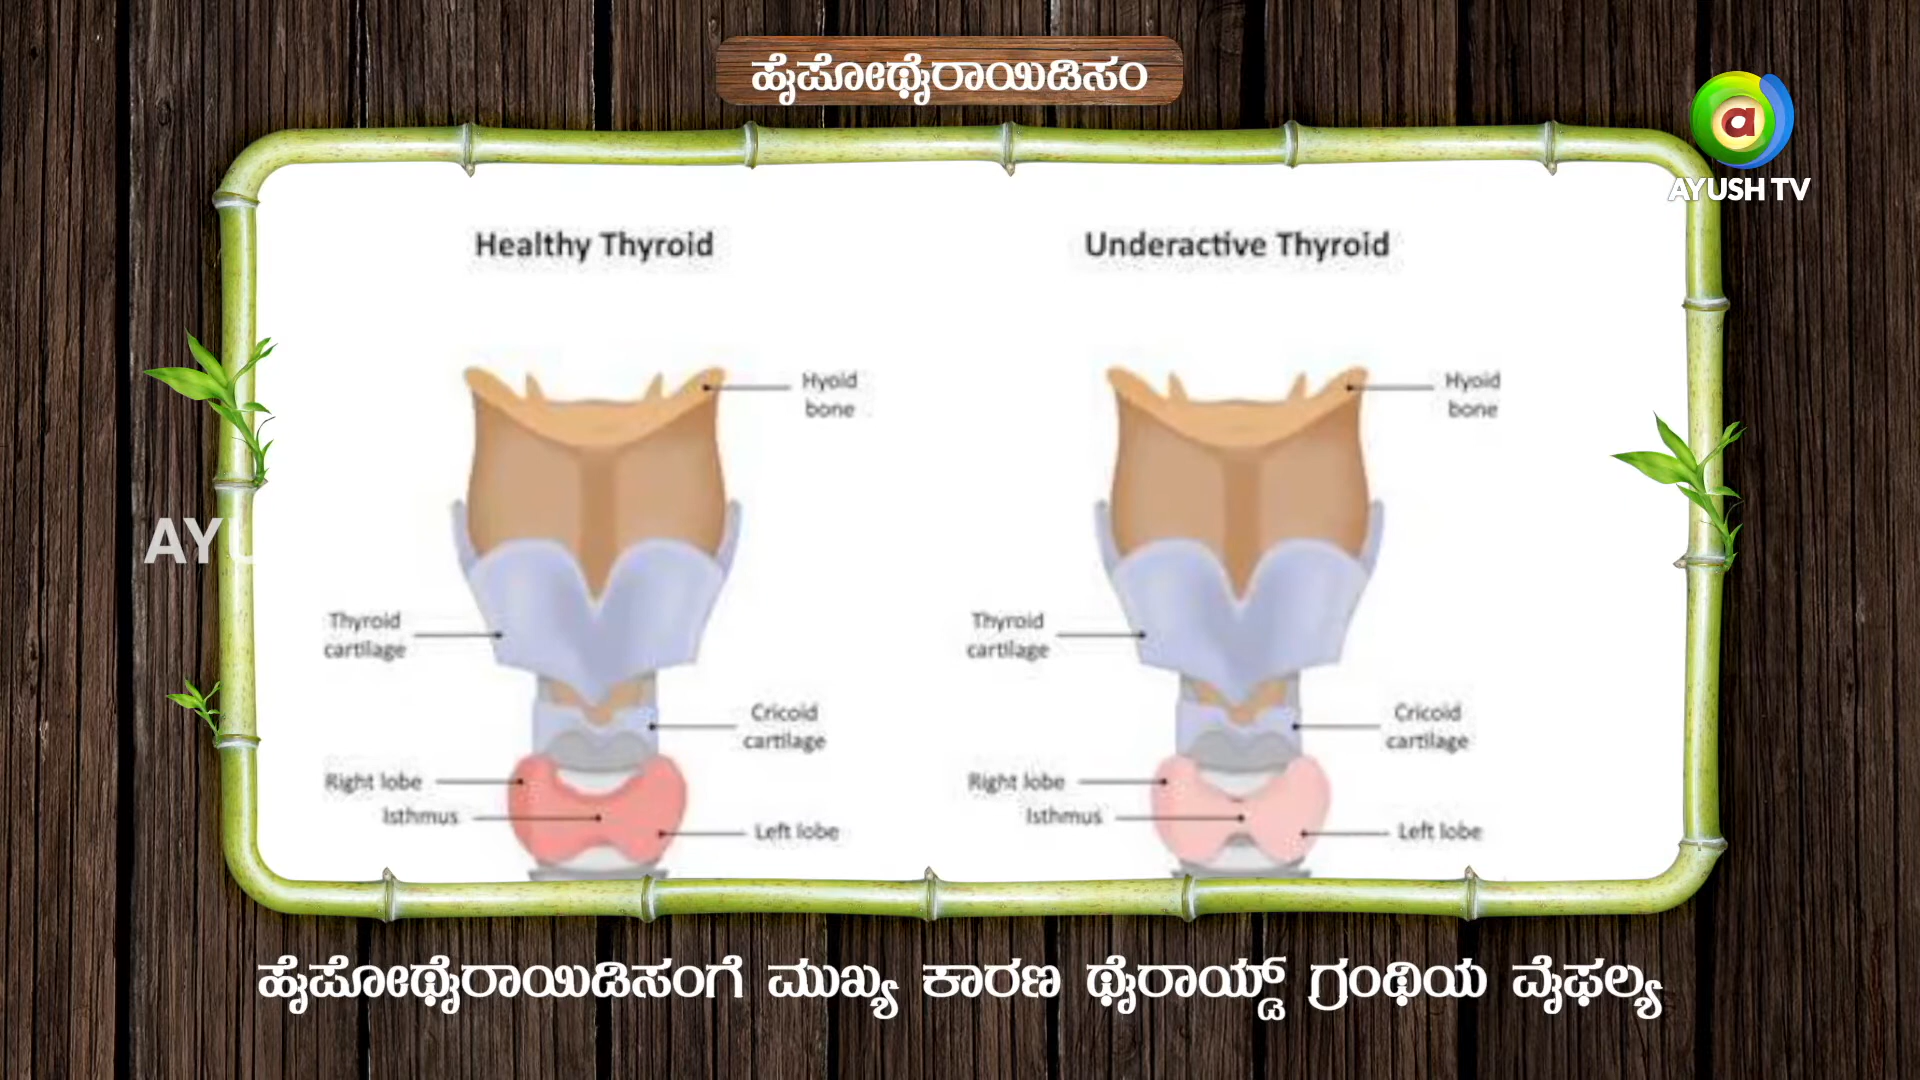 ಹೈಪೋಥೈರಾಯಿಡಿಸಂ
a
AYUSH TV
Healthy Thyroid
Underactive Thyroid
Hyoid
bone
Hyoid
bone
Thyroid
cartilage
Thyroid
cartilage
Cricoid
cartilage
Cricoid
cartilage
Right lobe
Isthmus
Left lobe
Right lobe
Isthmus
Left lobe
ಹೈಪೋಥೈರಾಯಿಡಿಸಂಗೆ ಮುಖ್ಯ ಕಾರಣ ಥೈರಾಯ್ಡ್ ಗ್ರಂಥಿಯ ವೈಫಲ್ಯ